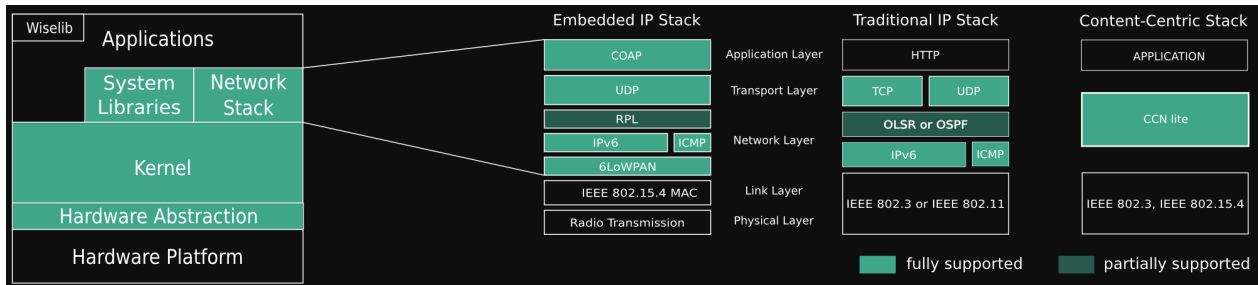 Wiselib
Applications
System
Libraries
Network
Stack
Kernel
Hardware Abstraction
Hardware Platform
Embedded IP Stack
COAP
UDP
RPL
IPv6
ICMP
6LoWPAN
IEEE 802.15.4 MAC
Radio Transmission
Application Layer
Transport Layer
Network Layer
Link Layer
Physical Layer
Traditional IP Stack
HTTP
TCP
UDP
OLSR or OSPF
IPv6
ICMP
IEEE 802.3 or IEEE 802.11
Content-Centric Stack
APPLICATION
CCN lite
IEEE 802.3, IEEE 802.15.4
fully supported
partially supported